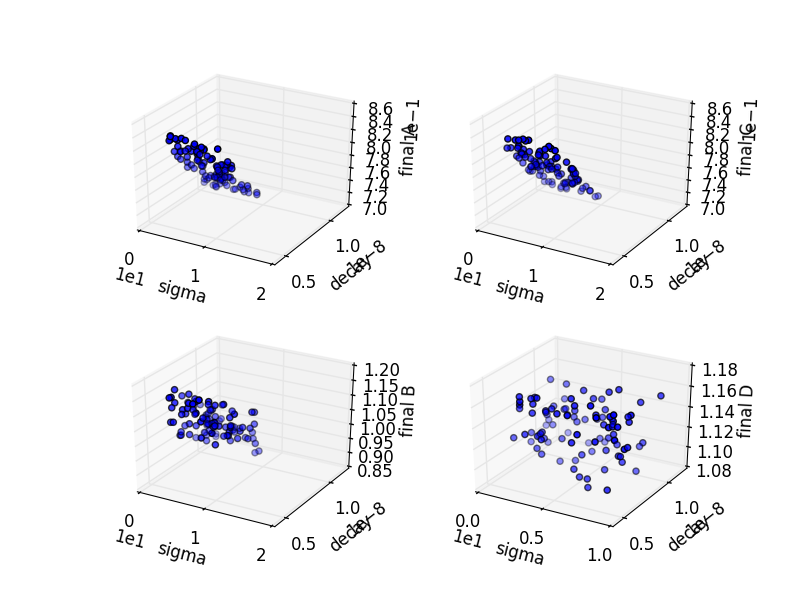 8.6
8.4
8.2
8.0
7.8
7.6
7.4
7.2
7.0
1e−1
final A
0
1
2
1e1
sigma
0.5
1.0
decay
1e−8
8.6
8.4
8.2
8.0
7.8
7.6
7.4
7.2
7.0
1e−1
final C
0
1
2
1e1
sigma
0.5
1.0
decay
1e−8
1.20
1.15
1.10
1.05
1.00
0.95
0.90
0.85
final B
0
1
2
1e1
sigma
0.5
1.0
decay
1e−8
1.18
1.16
1.14
1.12
1.10
1.08
final D
0.0
0.5
1.0
1e1
sigma
0.5
1.0
decay
1e−8